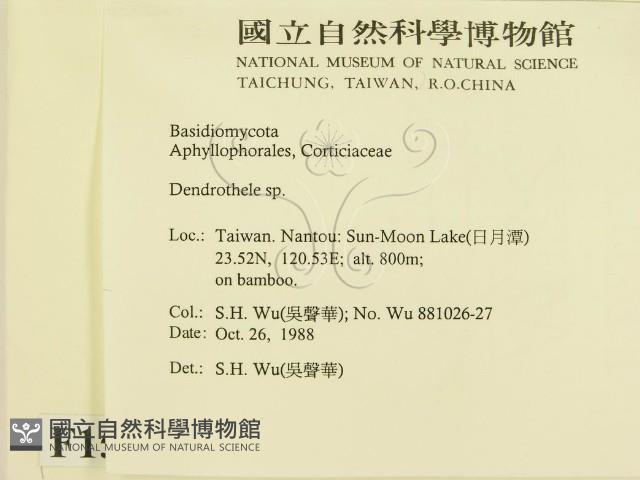 國立自然科學博物館
NATIONAL MUSEUM OF NATURAL SCIENCE
TAICHUNG, TAIWAN, R.O.CHINA
Basidiomycota
Aphyllophorales, Corticiaceae
Dendrothele sp.
Loc.: Taiwan. Nantou: Sun-Moon Lake(日月潭)
23.52N, 120.53E; alt. 800m;
on bamboo.
Col.: S.H. Wu(吳聲華); No. Wu 881026-27
Date: Oct. 26, 1988
Det.: S.H. Wu(吳聲華)
國立自然科學博物館
NATIONAL MUSEUM OF NATURAL SCIENCE